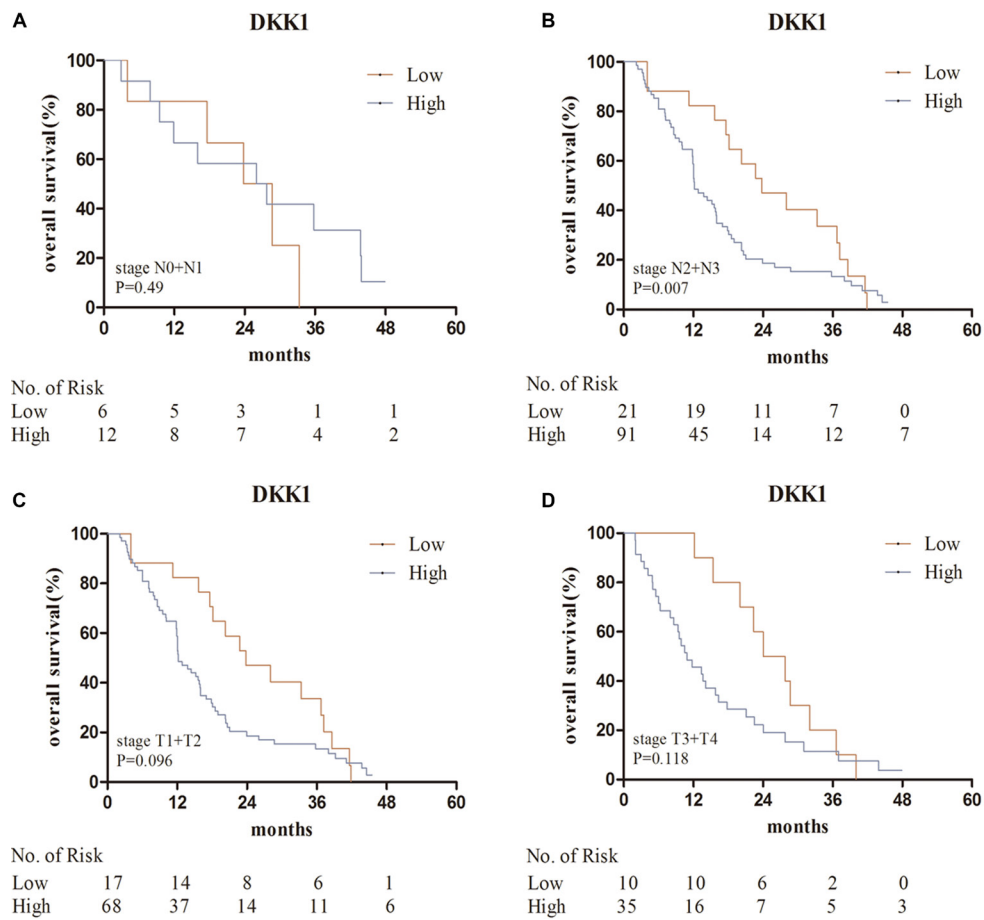 A
DKK1
100
80
60
40
20
0
overall survival(%)
Low
High
stage N0+N1
P=0.49
0 12 24 36 48 60
months
No. of Risk
Low 6 5 3 1 1
High 12 8 7 4 2
B
DKK1
100
80
60
40
20
0
overall survival(%)
Low
High
stage N2+N3
P=0.007
0 12 24 36 48 60
months
No. of Risk
Low 21 19 11 7 0
High 91 45 14 12 7
C
DKK1
100
80
60
40
20
0
overall survival(%)
Low
High
stage T1+T2
P=0.096
0 12 24 36 48 60
months
No. of Risk
Low 17 14 8 6 1
High 68 37 14 11 6
D
DKK1
100
80
60
40
20
0
overall survival(%)
Low
High
stage T3+T4
P=0.118
0 12 24 36 48 60
months
No. of Risk
Low 10 10 6 2 0
High 35 16 7 5 3